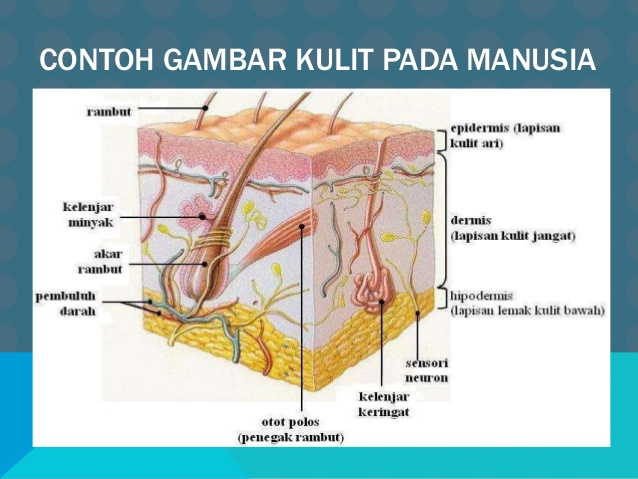 CONTOH GAMBAR KULIT PADA MANUSIA
rambut
epidermis (lapisan
kulit ari)
kelenjar
minyak
dermis
(lapisan kulit jangat)
akar
rambut
pembuluh
darah
hipodermis
(lapisan lemak kulit bawah)
sensori
neuron
kelenjar
keringat
otot polos
(penegak rambut)